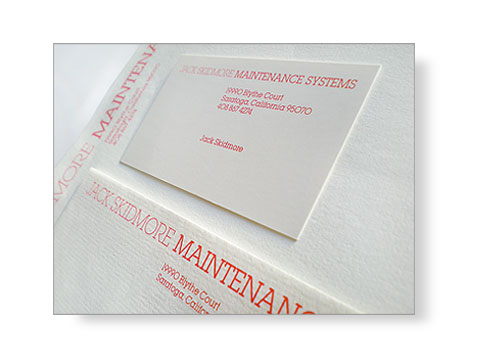 JACK SKIDMORE MAINTENANCE SYSTEMS
19990 Blythe Court
Saratoga, California 95070
408 867 4274
Jack Skidmore
MORE MAINTENA
JACK SKIDMORE MAINTENANC
19990 Blythe Court
Saratoga, Californi